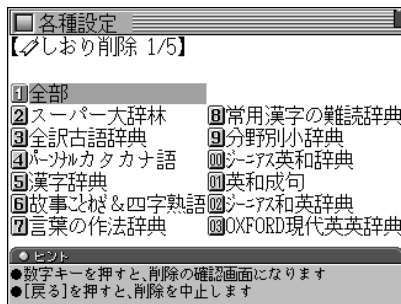 各種設定
【しおり削除 1/5】
1全部
2スーパー大辞林
3全訳古語辞典
4パーソナルカタカナ語
5漢字辞典
6故事ことわざ&四字熟語
7言葉の作法辞典
8常用漢字の難読辞典
9分野別小辞典
00ジーニアス英和辞典
01英和成句
02ジーニアス和英辞典
03OXFORD現代英英辞典
●ヒント
●数字キーを押すと、削除の確認画面になります
●[戻る]を押すと、削除を中止します